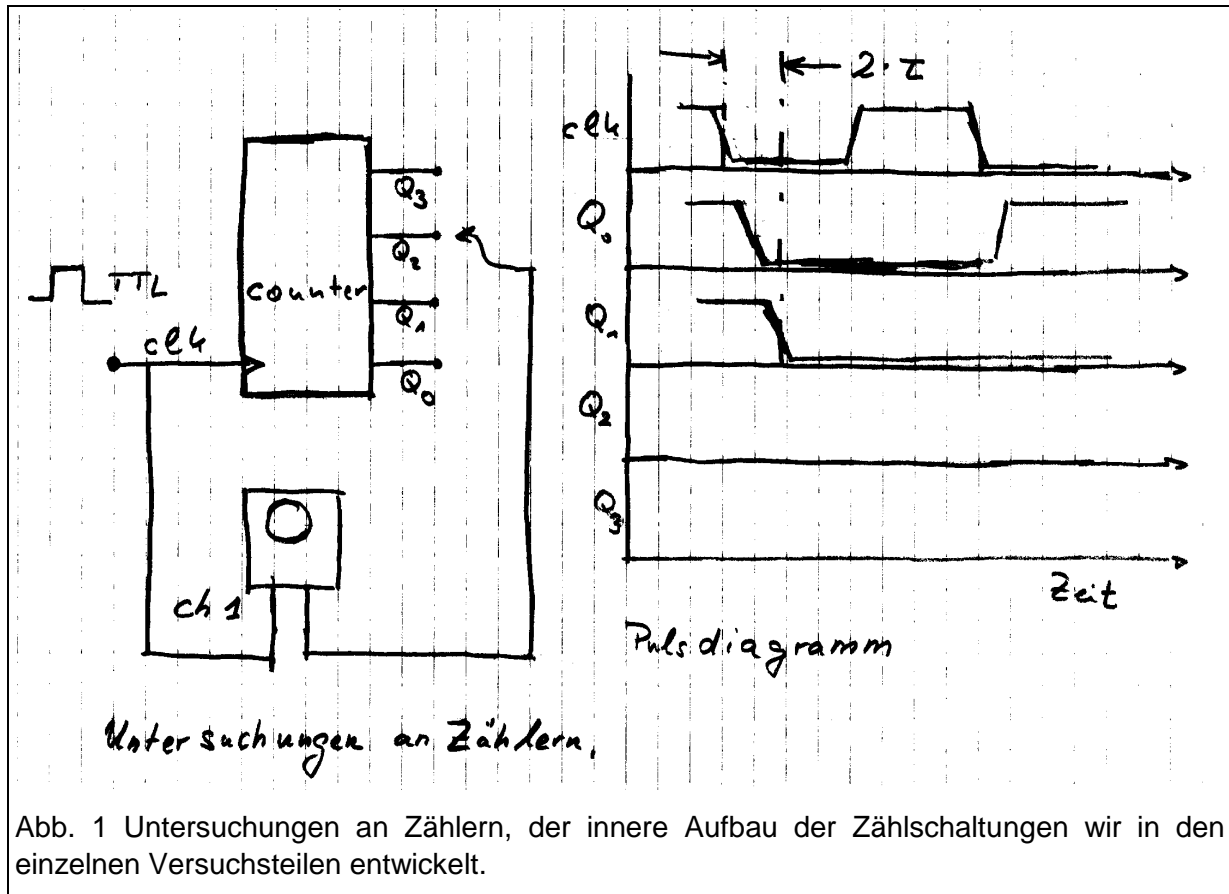 TTL
clk
counter
Q3
Q2
Q1
Q0
ch 1
Untersuchungen an Zählern.
2·τ
clk
Q0
Q1
Q2
Q3
Zeit
Pulsdiagramm
Abb. 1 Untersuchungen an Zählern, der innere Aufbau der Zählschaltungen wir in den
einzelnen Versuchsteilen entwickelt.